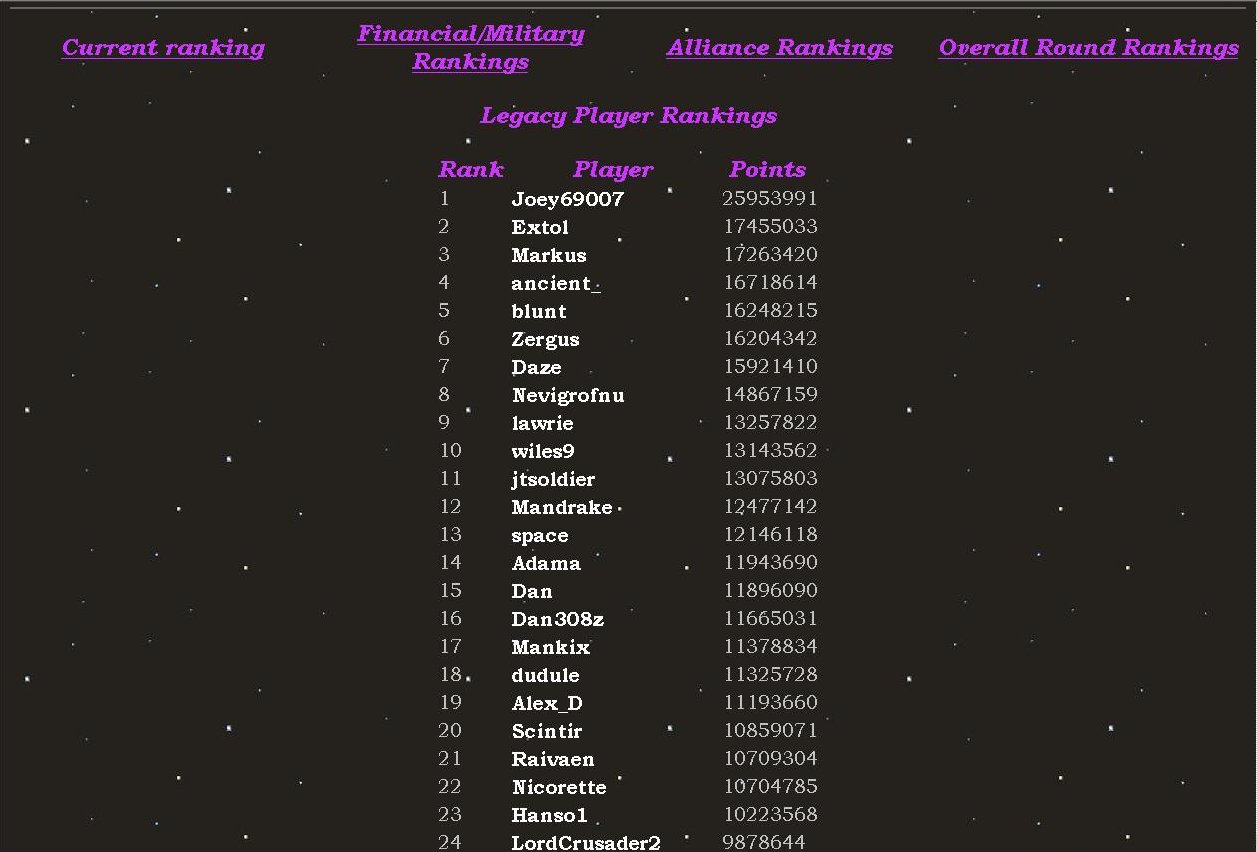 Current ranking Financial/Military Rankings Alliance Rankings Overall Round Rankings
Legacy Player Rankings
Rank Player Points
1 Joey69007 25953991
2 Extol 17455033
3 Markus 17263420
4 ancient_ 16718614
5 blunt 16248215
6 Zergus 16204342
7 Daze 15921410
8 Nevigrofnu 14867159
9 lawrie 13257822
10 wiles9 13143562
11 jtsoldier 13075803
12 Mandrake 12477142
13 space 12146118
14 Adama 11943690
15 Dan 11896090
16 Dan308z 11665031
17 Mankix 11378834
18 dudule 11325728
19 Alex_D 11193660
20 Scintir 10859071
21 Raivaen 10709304
22 Nicorette 10704785
23 Hanso1 10223568
24 LordCrusader2 9878644